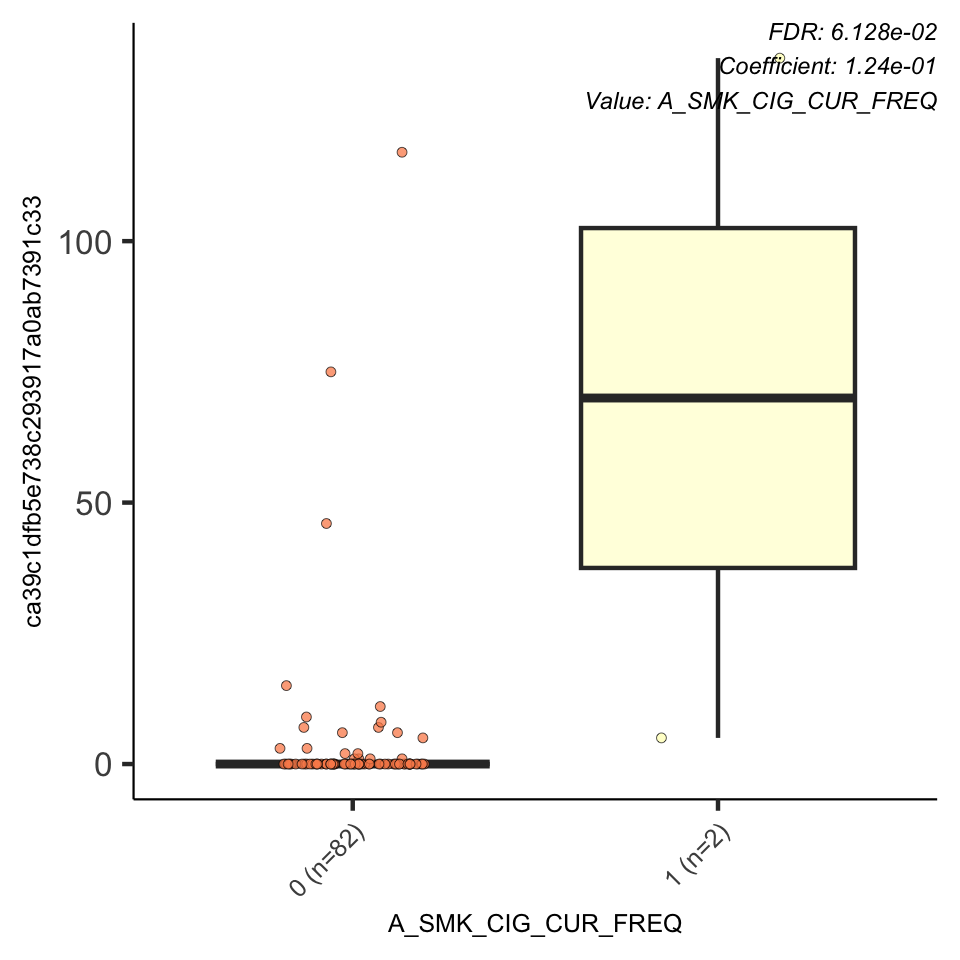 FDR: 6.128e-02
Coefficient: 1.24e-01
Value: A_SMK_CIG_CUR_FREQ
ca39c1dfb5e738c293917a0ab7391c33
100
50
0
0 (n=82)
1 (n=2)
A_SMK_CIG_CUR_FREQ